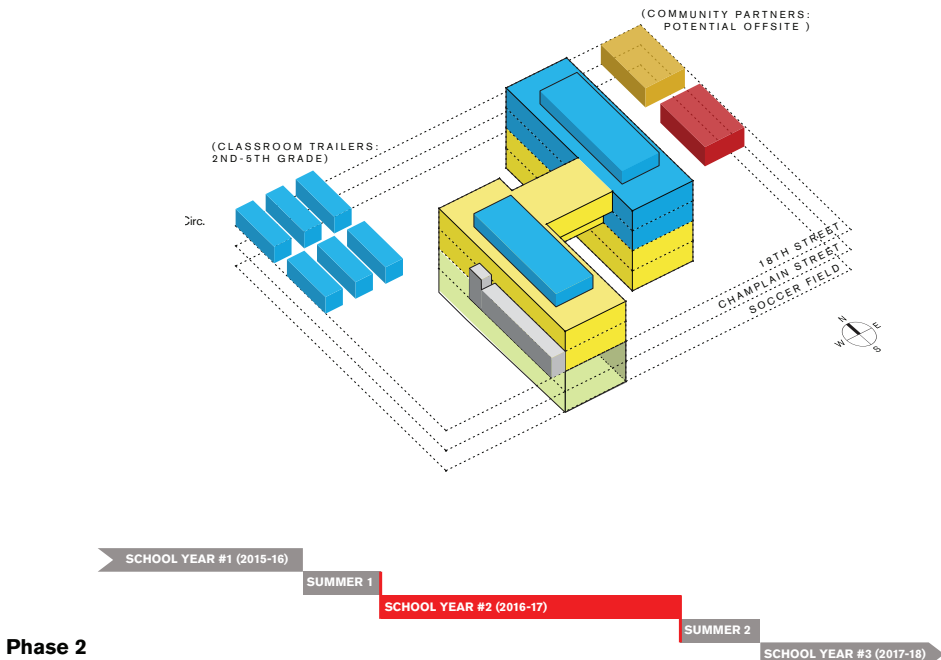 (COMMUNITY PARTNERS:
POTENTIAL OFFSITE )
(CLASSROOM TRAILERS:
2ND-5TH GRADE)
Circ.
18TH STREET
CHAMPLAIN STREET
SOCCER FIELD
N
E
W
S
SCHOOL YEAR #1 (2015-16)
SUMMER 1
SCHOOL YEAR #2 (2016-17)
SUMMER 2
Phase 2
SCHOOL YEAR #3 (2017-18)